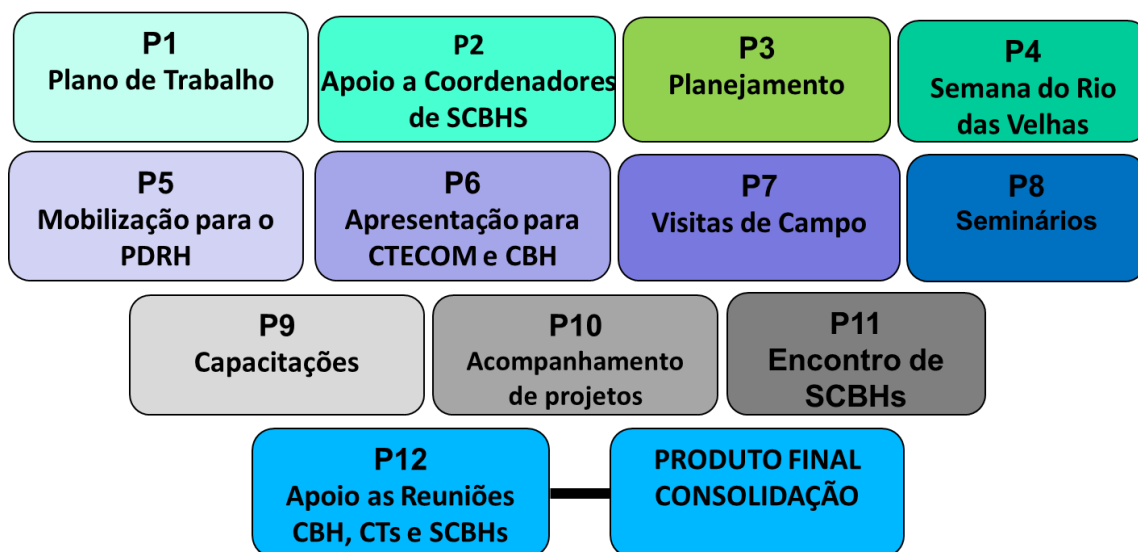 P1
Plano de Trabalho
P2
Apoio a Coordenadores
de SCBHS
P3
Planejamento
P4
Semana do Rio
das Velhas
P5
Mobilização para o
PDRH
P6
Apresentação para
CTECOM e CBH
P7
Visitas de Campo
P8
Seminários
P9
Capacitações
P10
Acompanhamento
de projetos
P11
Encontro de
SCBHs
P12
Apoio as Reuniões
CBH, CTs e SCBHs
PRODUTO FINAL
CONSOLIDAÇÃO